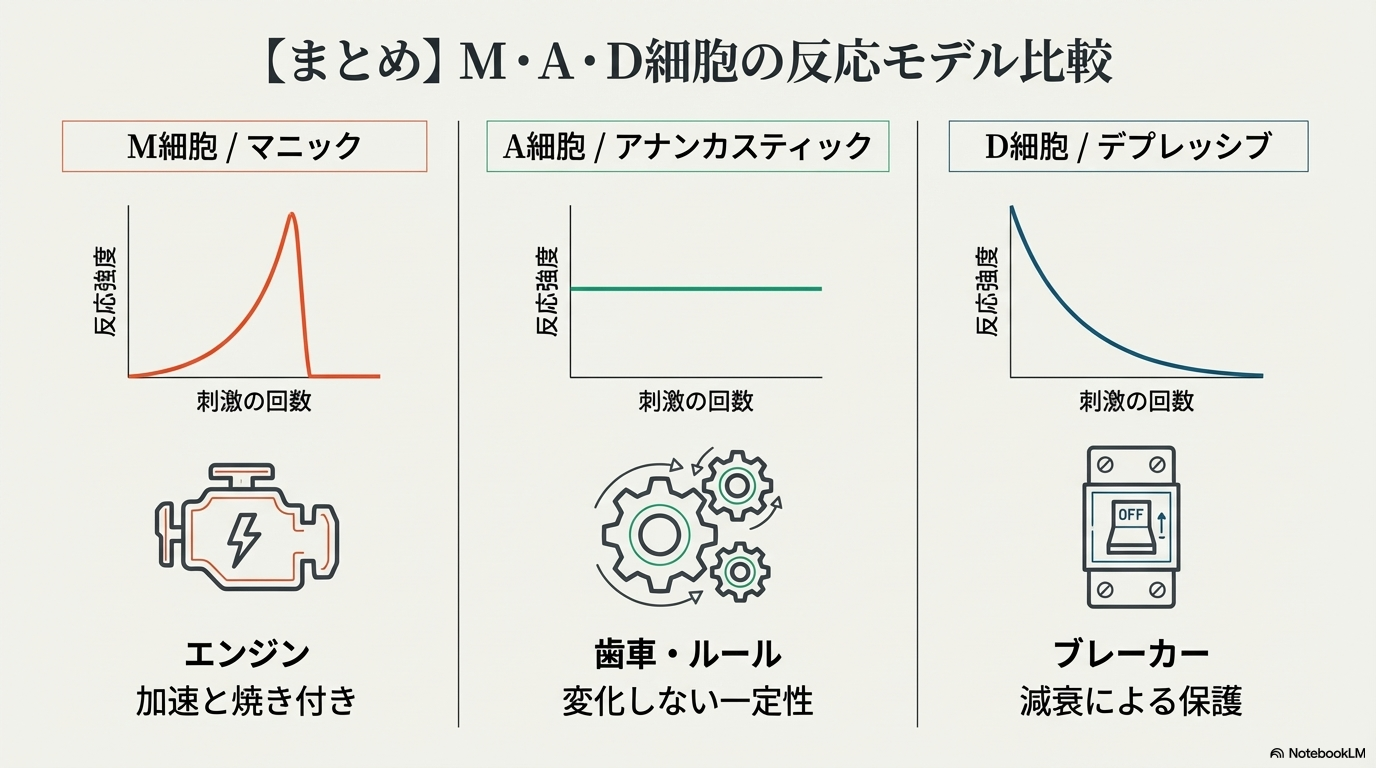 【まとめ】M・A・D細胞の反応モデル比較
M細胞 / マニック
反応強度
刺激の回数
エンジン
加速と焼き付き
A細胞 / アナンカスティック
反応強度
刺激の回数
歯車・ルール
変化しない一定性
D細胞 / デプレッシブ
反応強度
刺激の回数
OFF
ブレーカー
減衰による保護
NotebookLM